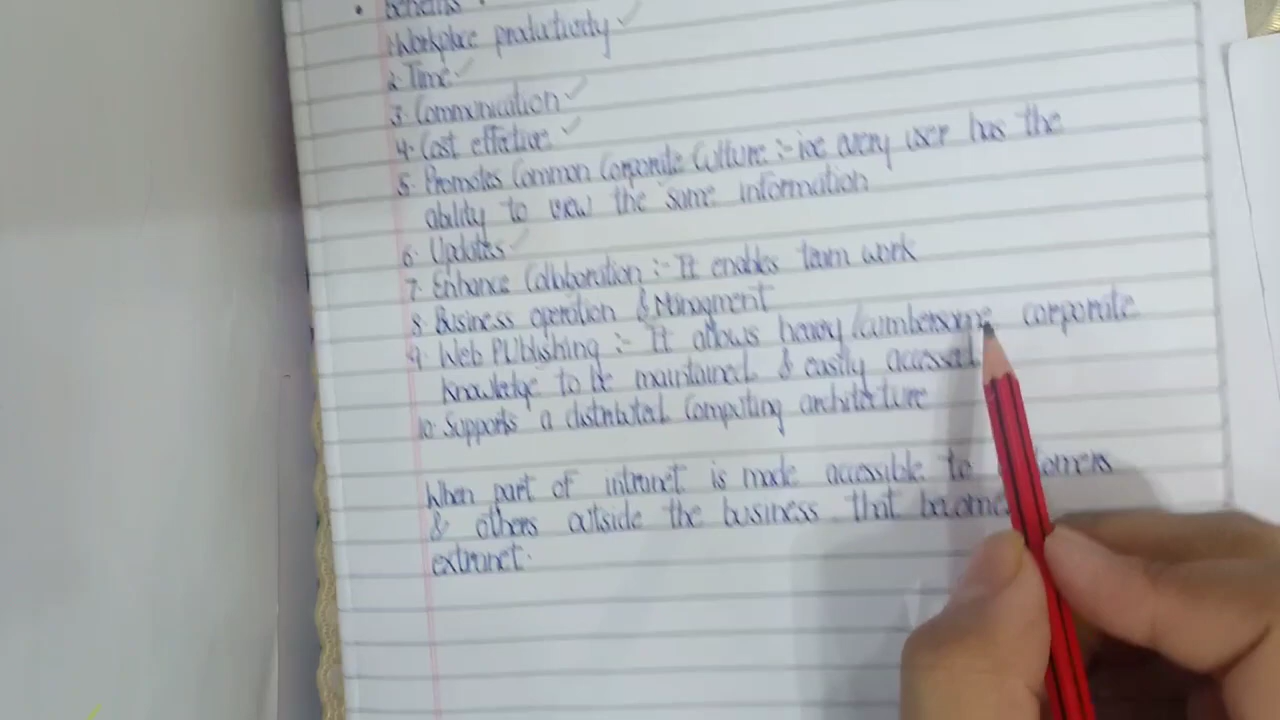 • Benefits :
1. Workplace productivity
2. Time
3. Communication
4. Cost effective
5. Promotes Common Corporate Culture :- ie every user has the
ability to view the same information
6. Updates
7. Enhance Collaboration :- It enables team work
8. Business operation & Managment
9. Web Publishing :- It allows heavy/cumbersome corporate
knowledge to be maintained & easily accessed
10. Supports a distributed Computing architecture
When part of intranet is made accessible to
& others outside the business that become
extranet.